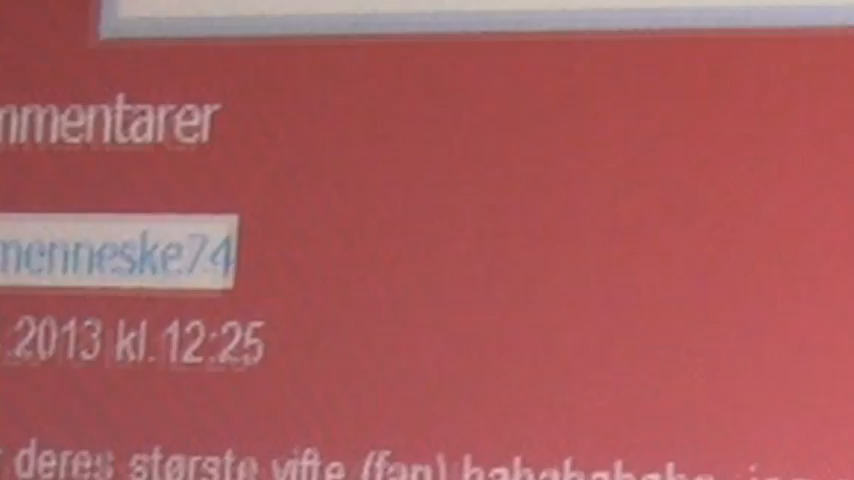 mmentarer
menneske74
.2013 kl. 12:25
deres største vifte (fan) hahahahaha